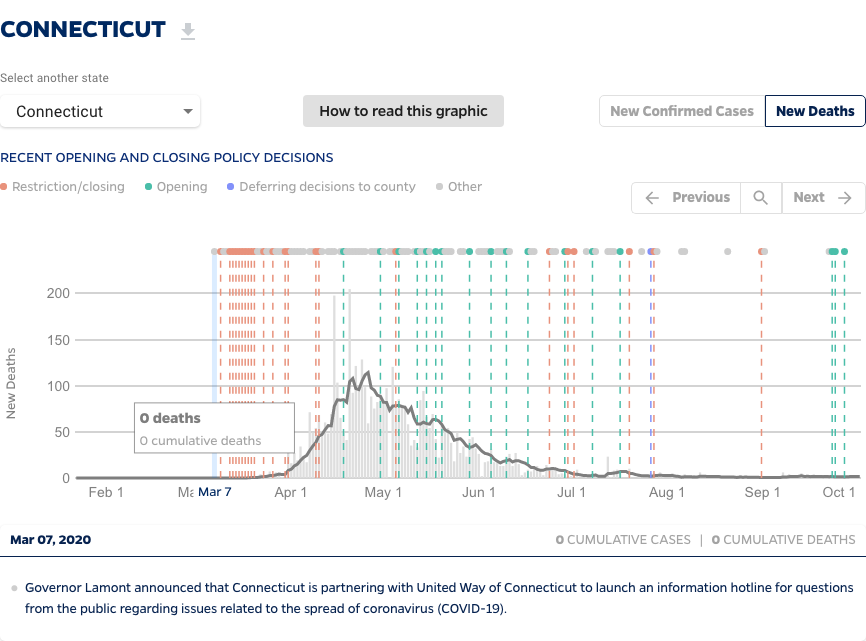 CONNECTICUT
Select another state
Connecticut
How to read this graphic
New Confirmed Cases
New Deaths
RECENT OPENING AND CLOSING POLICY DECISIONS
Restriction/closing
Opening
Deferring decisions to county
Other
Previous
Next
200
150
100
50
0
New Deaths
0 deaths
0 cumulative deaths
Feb 1
Mar 7
Apr 1
May 1
Jun 1
Jul 1
Aug 1
Sep 1
Oct 1
Mar 07, 2020
0 CUMULATIVE CASES | 0 CUMULATIVE DEATHS
Governor Lamont announced that Connecticut is partnering with United Way of Connecticut to launch an information hotline for questions
from the public regarding issues related to the spread of coronavirus (COVID-19).